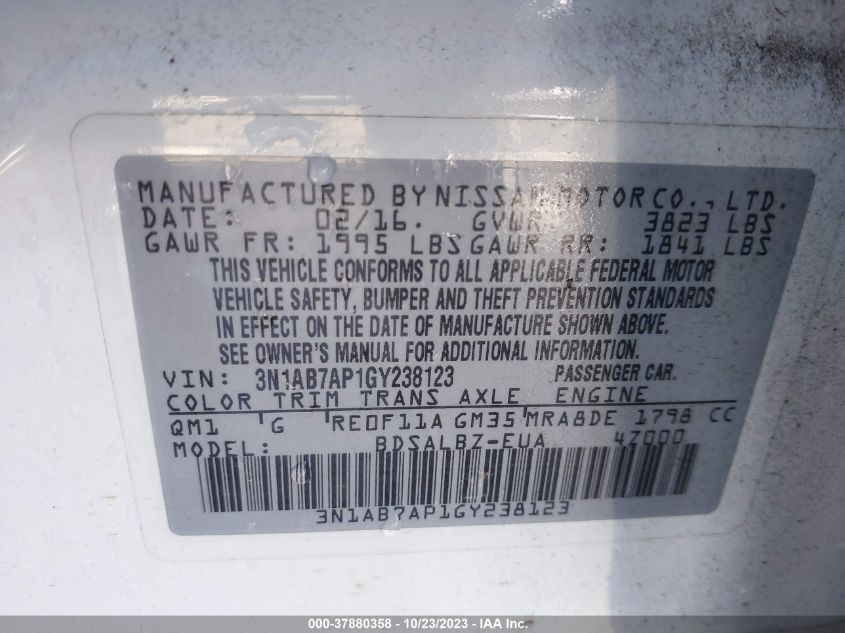 MANUFACTURED BY NISSAN MOTOR CO., LTD.
DATE: 02/16. GVWR: 3823 LBS
GAWR FR: 1995 LBS GAWR RR: 1841 LBS
THIS VEHICLE CONFORMS TO ALL APPLICABLE FEDERAL MOTOR
VEHICLE SAFETY, BUMPER AND THEFT PREVENTION STANDARDS
IN EFFECT ON THE DATE OF MANUFACTURE SHOWN ABOVE.
SEE OWNER'S MANUAL FOR ADDITIONAL INFORMATION.
VIN: 3N1AB7AP1GY238123 PASSENGER CAR.
COLOR TRIM TRANS AXLE ENGINE
QM1 G RE0F11A GM35 MRA8DE 1798 CC
MODEL: BDSALBZ-EUA 4Z000
3N1AB7AP1GY238123
000-37880358 - 10/23/2023 - IAA Inc.